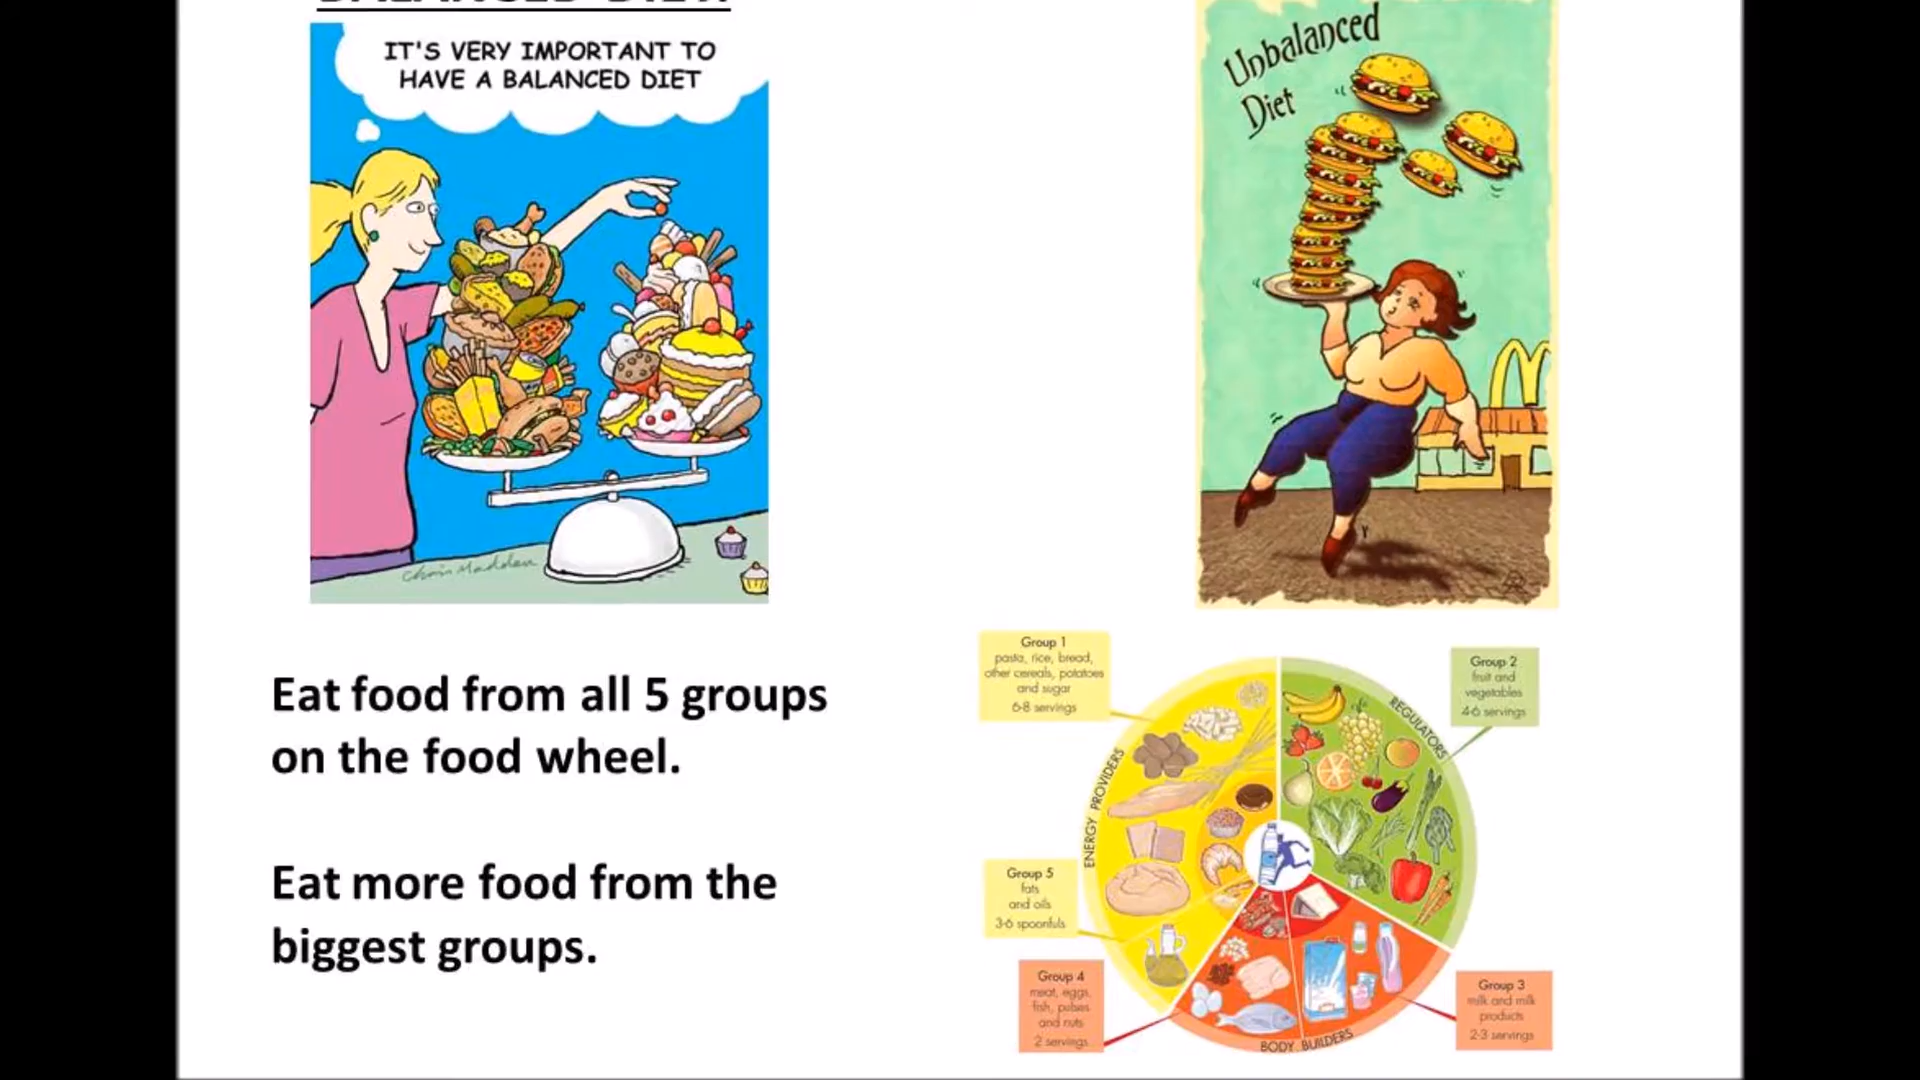 BALANCED DIET:
IT'S VERY IMPORTANT TO
HAVE A BALANCED DIET
Chris Madden
Unbalanced
Diet
Eat food from all 5 groups
on the food wheel.
Eat more food from the
biggest groups.
Group 1
pasta, rice, bread,
other cereals, potatoes
and sugar
6-8 servings
Group 2
fruit and
vegetables
4-6 servings
REGULATORS
ENERGY PROVIDERS
Group 5
fats
and oils
3-6 spoonfuls
Group 4
meat, eggs,
fish, pulses
and nuts
2 servings
Group 3
milk and milk
products
2-3 servings
BODY BUILDERS